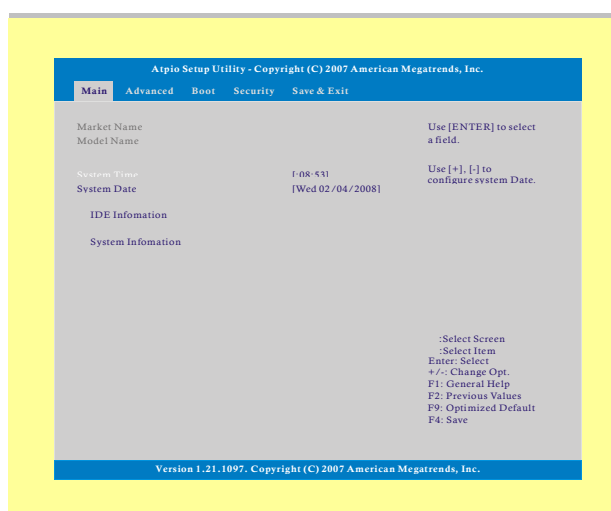 Atpio Setup Utility - Copyright (C) 2007 American Megatrends, Inc.
Main Advanced Boot Security Save & Exit
Market Name
Model Name
Use [ENTER] to select
a field.
System Time [:08:53]
System Date [Wed 02/04/2008]
Use [+], [-] to
configure system Date.
IDE Infomation
System Infomation
:Select Screen
:Select Item
Enter: Select
+/-: Change Opt.
F1: General Help
F2: Previous Values
F9: Optimized Default
F4: Save
Version 1.21.1097. Copyright (C) 2007 American Megatrends, Inc.